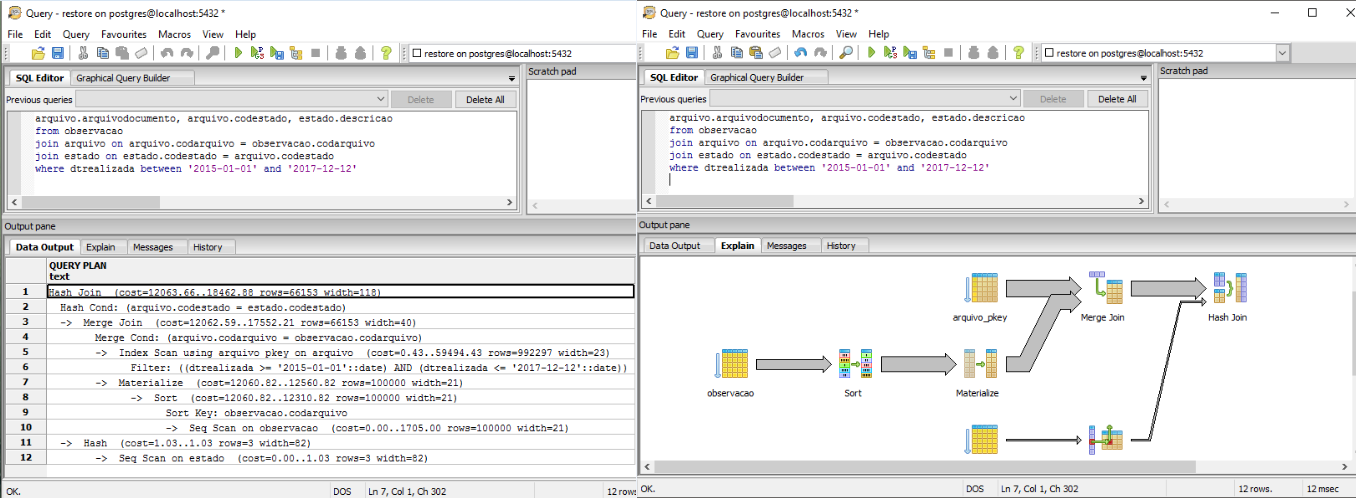 Query - restore on postgres@localhost:5432 *
File Edit Query Favourites Macros View Help
restore on postgres@localhost:5432
SQL Editor Graphical Query Builder
Previous queries Delete Delete All
arquivo.arquivodocumento, arquivo.codestado, estado.descricao
from observacao
join arquivo on arquivo.codarquivo = observacao.codarquivo
join estado on estado.codestado = arquivo.codestado
where dtrealizada between '2015-01-01' and '2017-12-12'
Scratch pad
Output pane
Data Output Explain Messages History
QUERY PLAN
text
1 Hash Join (cost=12063.66..18462.88 rows=66153 width=118)
2 Hash Cond: (arquivo.codestado = estado.codestado)
3 -> Merge Join (cost=12062.59..17552.21 rows=66153 width=40)
4 Merge Cond: (arquivo.codarquivo = observacao.codarquivo)
5 -> Index Scan using arquivo_pkey on arquivo (cost=0.43..59494.43 rows=992297 width=23)
6 Filter: ((dtrealizada >= '2015-01-01'::date) AND (dtrealizada <= '2017-12-12'::date))
7 -> Materialize (cost=12060.82..12560.82 rows=100000 width=21)
8 -> Sort (cost=12060.82..12310.82 rows=100000 width=21)
9 Sort Key: observacao.codarquivo
10 -> Seq Scan on observacao (cost=0.00..1705.00 rows=100000 width=21)
11 -> Hash (cost=1.03..1.03 rows=3 width=82)
12 -> Seq Scan on estado (cost=0.00..1.03 rows=3 width=82)
OK. DOS Ln 7, Col 1, Ch 302 12 rows
Query - restore on postgres@localhost:5432 *
File Edit Query Favourites Macros View Help
restore on postgres@localhost:5432
SQL Editor Graphical Query Builder
Previous queries Delete Delete All
arquivo.arquivodocumento, arquivo.codestado, estado.descricao
from observacao
join arquivo on arquivo.codarquivo = observacao.codarquivo
join estado on estado.codestado = arquivo.codestado
where dtrealizada between '2015-01-01' and '2017-12-12'
Scratch pad
Output pane
Data Output Explain Messages History
arquivo_pkey Merge Join Hash Join
observacao Sort Materialize
OK. DOS Ln 7, Col 1, Ch 302 12 rows. 12 msec